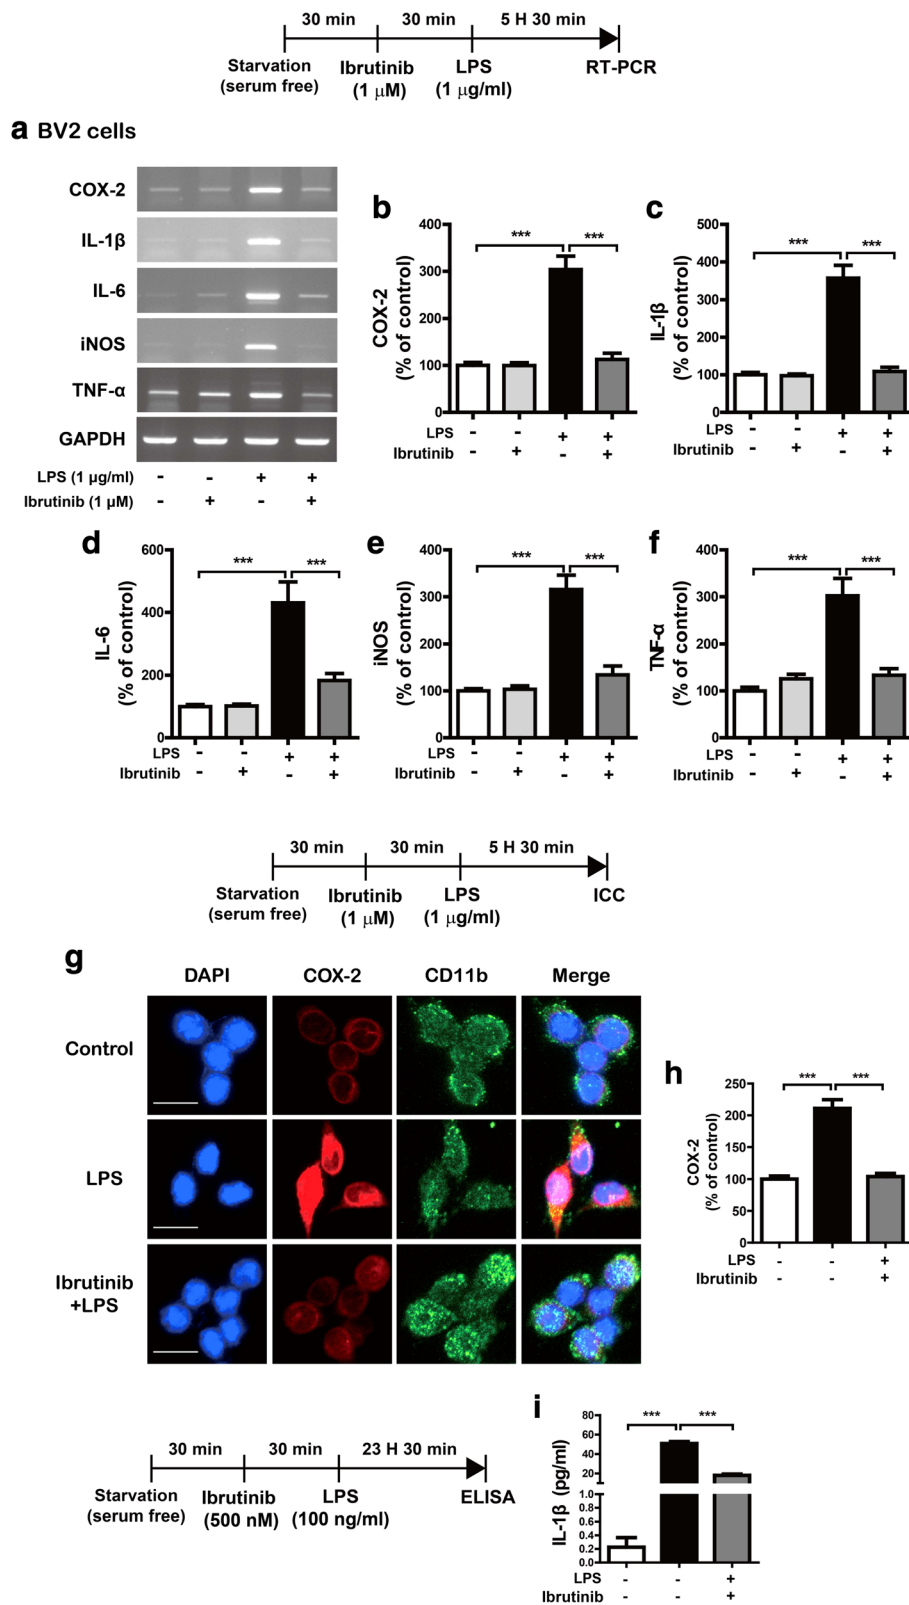 30 min 30 min 5 H 30 min
Starvation Ibrutinib LPS RT-PCR
(serum free) (1 μM) (1 μg/ml)
a BV2 cells
COX-2
IL-1β
IL-6
iNOS
TNF-α
GAPDH
LPS (1 μg/ml) - - + +
Ibrutinib (1 μM) - + - +
b
COX-2
(% of control)
400
300
200
100
0
*** ***
LPS - - + +
Ibrutinib - + - +
c
IL-1β
(% of control)
500
400
300
200
100
0
*** ***
LPS - - + +
Ibrutinib - + - +
d
IL-6
(% of control)
600
400
200
0
*** ***
LPS - - + +
Ibrutinib - + - +
e
iNOS
(% of control)
400
300
200
100
0
*** ***
LPS - - + +
Ibrutinib - + - +
f
TNF-α
(% of control)
400
300
200
100
0
*** ***
LPS - - + +
Ibrutinib - + - +
30 min 30 min 5 H 30 min
Starvation Ibrutinib LPS ICC
(serum free) (1 μM) (1 μg/ml)
g
DAPI COX-2 CD11b Merge
Control
LPS
Ibrutinib
+LPS
h
COX-2
(% of control)
250
200
150
100
50
0
*** ***
LPS - - +
Ibrutinib - - +
30 min 30 min 23 H 30 min
Starvation Ibrutinib LPS ELISA
(serum free) (500 nM) (100 ng/ml)
i
IL-1β (pg/ml)
80
60
40
20
1.0
0.8
0.6
0.4
0.2
0.0
*** ***
LPS - - +
Ibrutinib - - +